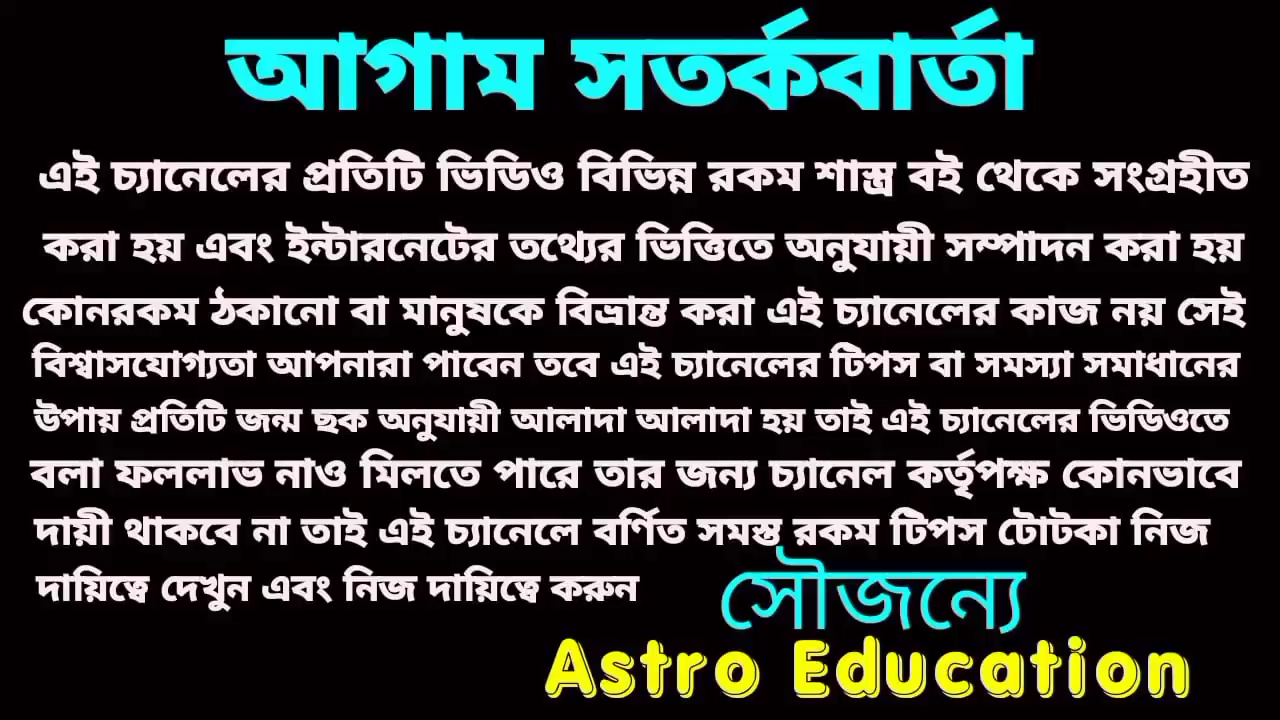 আগাম সতর্কবার্তা
এই চ্যানেলের প্রতিটি ভিডিও বিভিন্ন রকম শাস্ত্র বই থেকে সংগ্রহীত
করা হয় এবং ইন্টারনেটের তথ্যের ভিত্তিতে অনুযায়ী সম্পাদন করা হয়
কোনরকম ঠকানো বা মানুষকে বিভ্রান্ত করা এই চ্যানেলের কাজ নয় সেই
বিশ্বাসযোগ্যতা আপনারা পাবেন তবে এই চ্যানেলের টিপস বা সমস্যা সমাধানের
উপায় প্রতিটি জন্ম ছক অনুযায়ী আলাদা আলাদা হয় তাই এই চ্যানেলের ভিডিওতে
বলা ফললাভ নাও মিলতে পারে তার জন্য চ্যানেল কর্তৃপক্ষ কোনভাবে
দায়ী থাকবে না তাই এই চ্যানেলে বর্ণিত সমস্ত রকম টিপস টোটকা নিজ
দায়িত্বে দেখুন এবং নিজ দায়িত্বে করুন
সৌজন্যে
Astro Education